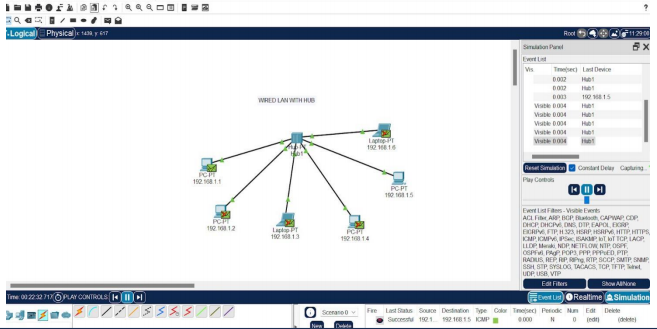 ?
Logical Physical x: 1439, y: 617
Root 11:29:08
Simulation Panel
Event List
Vis. Time(sec) Last Device
0.002 Hub1
0.002 Hub1
0.003 192.168.1.5
Visible 0.004 Hub1
Visible 0.004 Hub1
Visible 0.004 Hub1
Visible 0.004 Hub1
Visible 0.004 Hub1
WIRED LAN WITH HUB
Laptop-PT
192.168.1.6
Hub-PT
Hub1
PC-PT
192.168.1.1
PC-PT
192.168.1.5
PC-PT
192.168.1.2
Laptop-PT
192.168.1.3
PC-PT
192.168.1.4
Reset Simulation Constant Delay Capturing...
Play Controls
Event List Filters - Visible Events
ACL Filter, ARP, BGP, Bluetooth, CAPWAP, CDP,
DHCP, DHCPv6, DNS, DTP, EAPOL, EIGRP,
EIGRPv6, FTP, H.323, HSRP, HSRPv6, HTTP, HTTPS,
ICMP, ICMPv6, IPSec, ISAKMP, IoT, IoT TCP, LACP,
LLDP, Meraki, NDP, NETFLOW, NTP, OSPF,
OSPFv6, PAgP, POP3, PPP, PPPoED, PTP,
RADIUS, REP, RIP, RIPng, RTP, SCCP, SMTP, SNMP,
SSH, STP, SYSLOG, TACACS, TCP, TFTP, Telnet,
UDP, USB, VTP
Edit Filters Show All/None
Time: 00:22:32.717 PLAY CONTROLS:
Event List Realtime Simulation
Scenario 0
New Delete
Fire Last Status Source Destination Type Color Time(sec) Periodic Num Edit Delete
Successful 192.1... 192.168.1.5 ICMP 0.000 N 0 (edit) (delete)